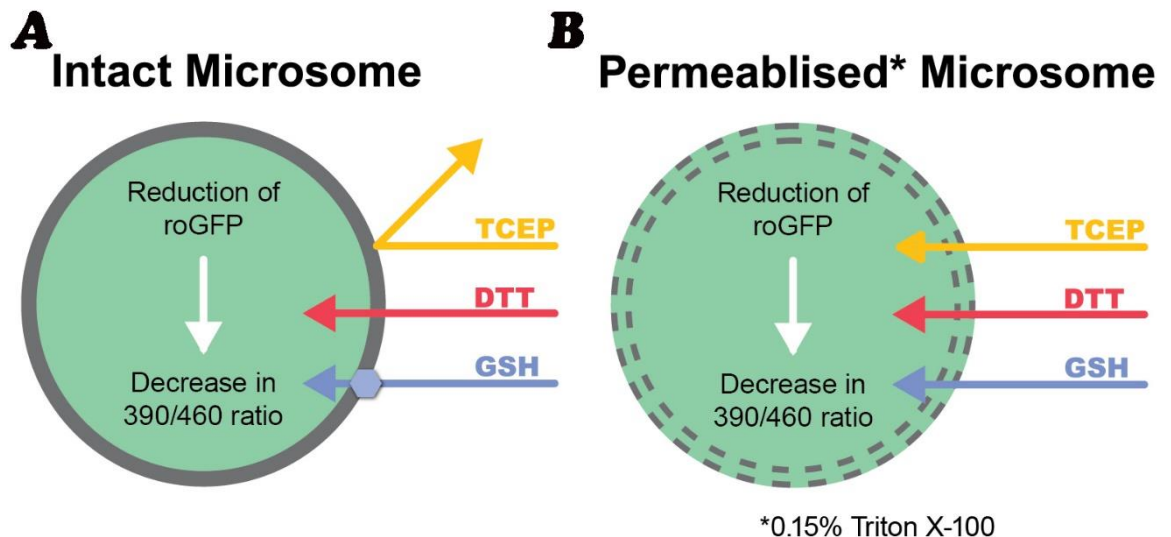 A
Intact Microsome
Reduction of
roGFP
TCEP
DTT
GSH
Decrease in
390/460 ratio
B
Permeablised* Microsome
Reduction of
roGFP
TCEP
DTT
GSH
Decrease in
390/460 ratio
*0.15% Triton X-100